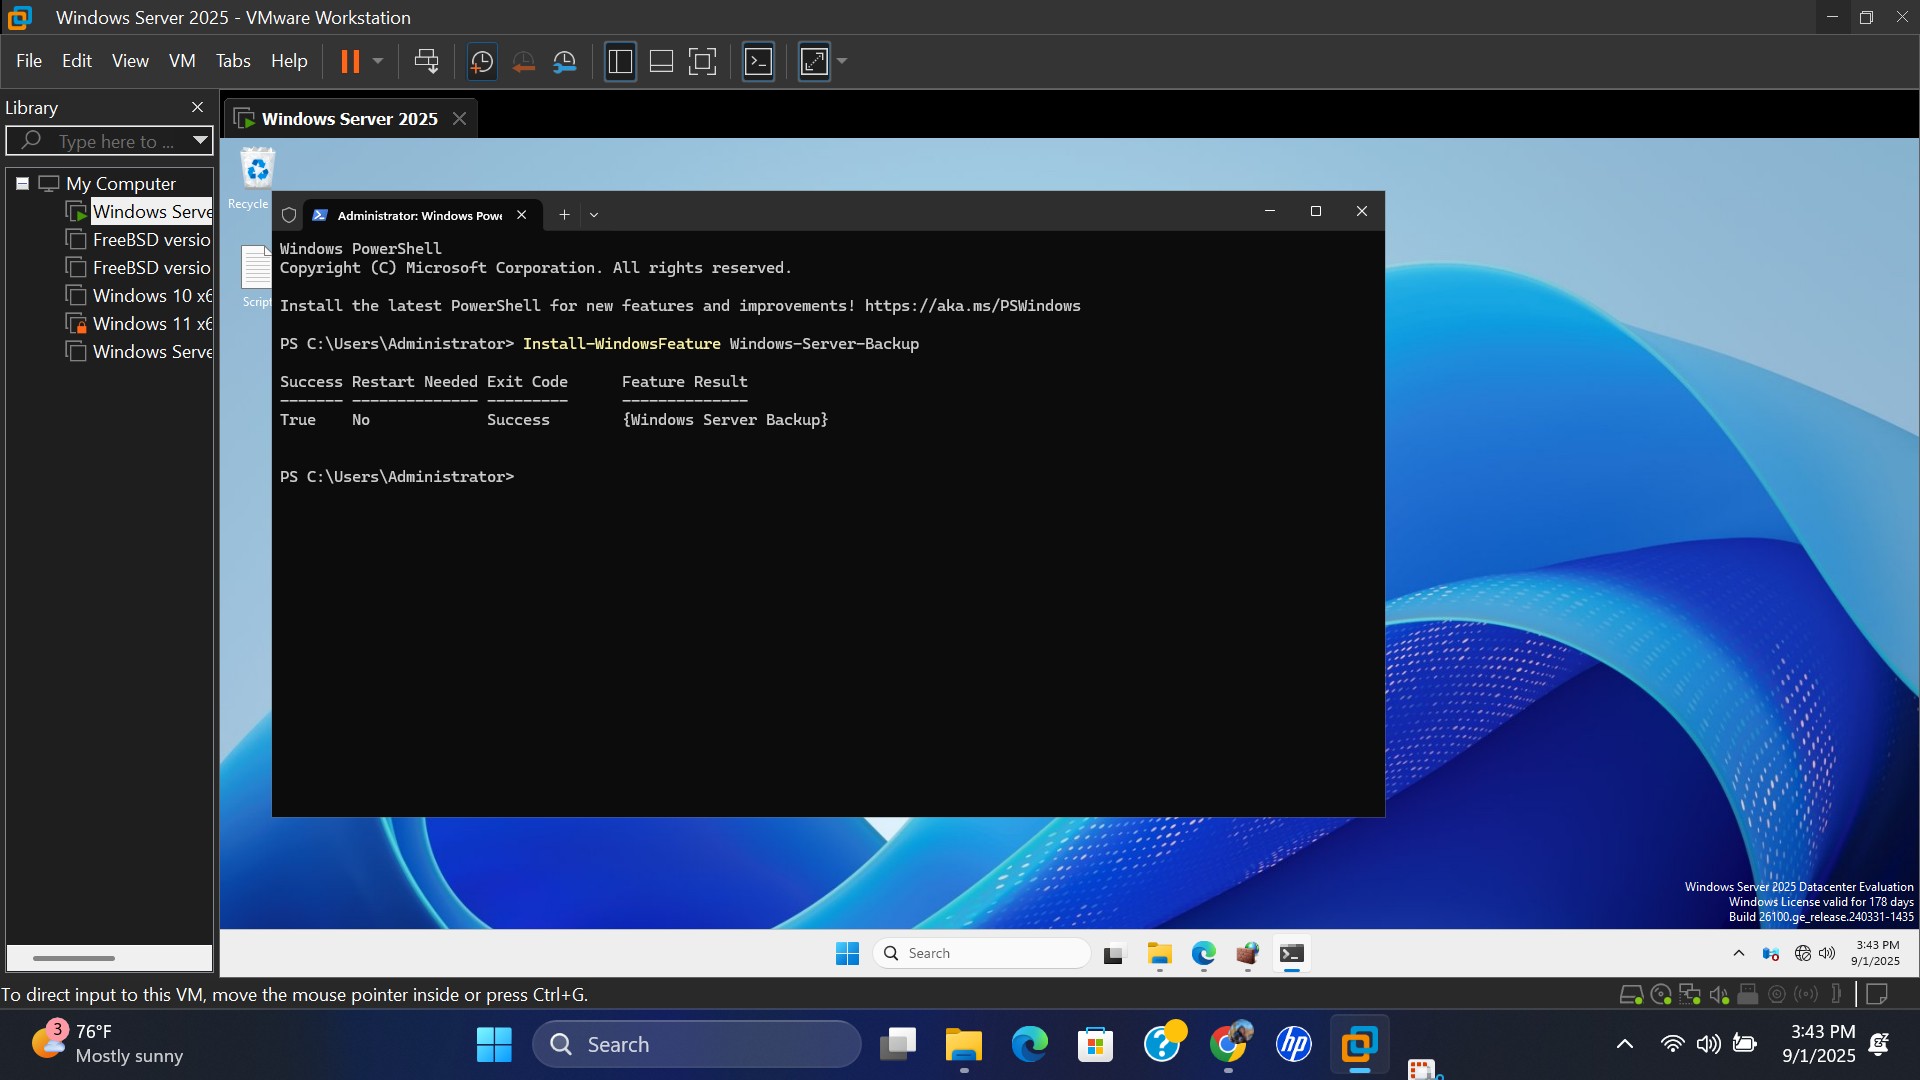 Windows Server 2025 - VMware Workstation
File Edit View VM Tabs Help
Library
Type here to ...
My Computer
Windows Serve
FreeBSD versio
FreeBSD versio
Windows 10 x6
Windows 11 x6
Windows Serve
Windows Server 2025
Recycle
Script
Administrator: Windows Powe
Windows PowerShell
Copyright (C) Microsoft Corporation. All rights reserved.
Install the latest PowerShell for new features and improvements! https://aka.ms/PSWindows
PS C:\Users\Administrator> Install-WindowsFeature Windows-Server-Backup
Success Restart Needed Exit Code      Feature Result
------- -------------- ---------      --------------
True    No             Success        {Windows Server Backup}
PS C:\Users\Administrator>
Windows Server 2025 Datacenter Evaluation
Windows License valid for 178 days
Build 26100.ge_release.240331-1435
Search
3:43 PM
9/1/2025
To direct input to this VM, move the mouse pointer inside or press Ctrl+G.
3
76°F
Mostly sunny
Search
hp
3:43 PM
9/1/2025